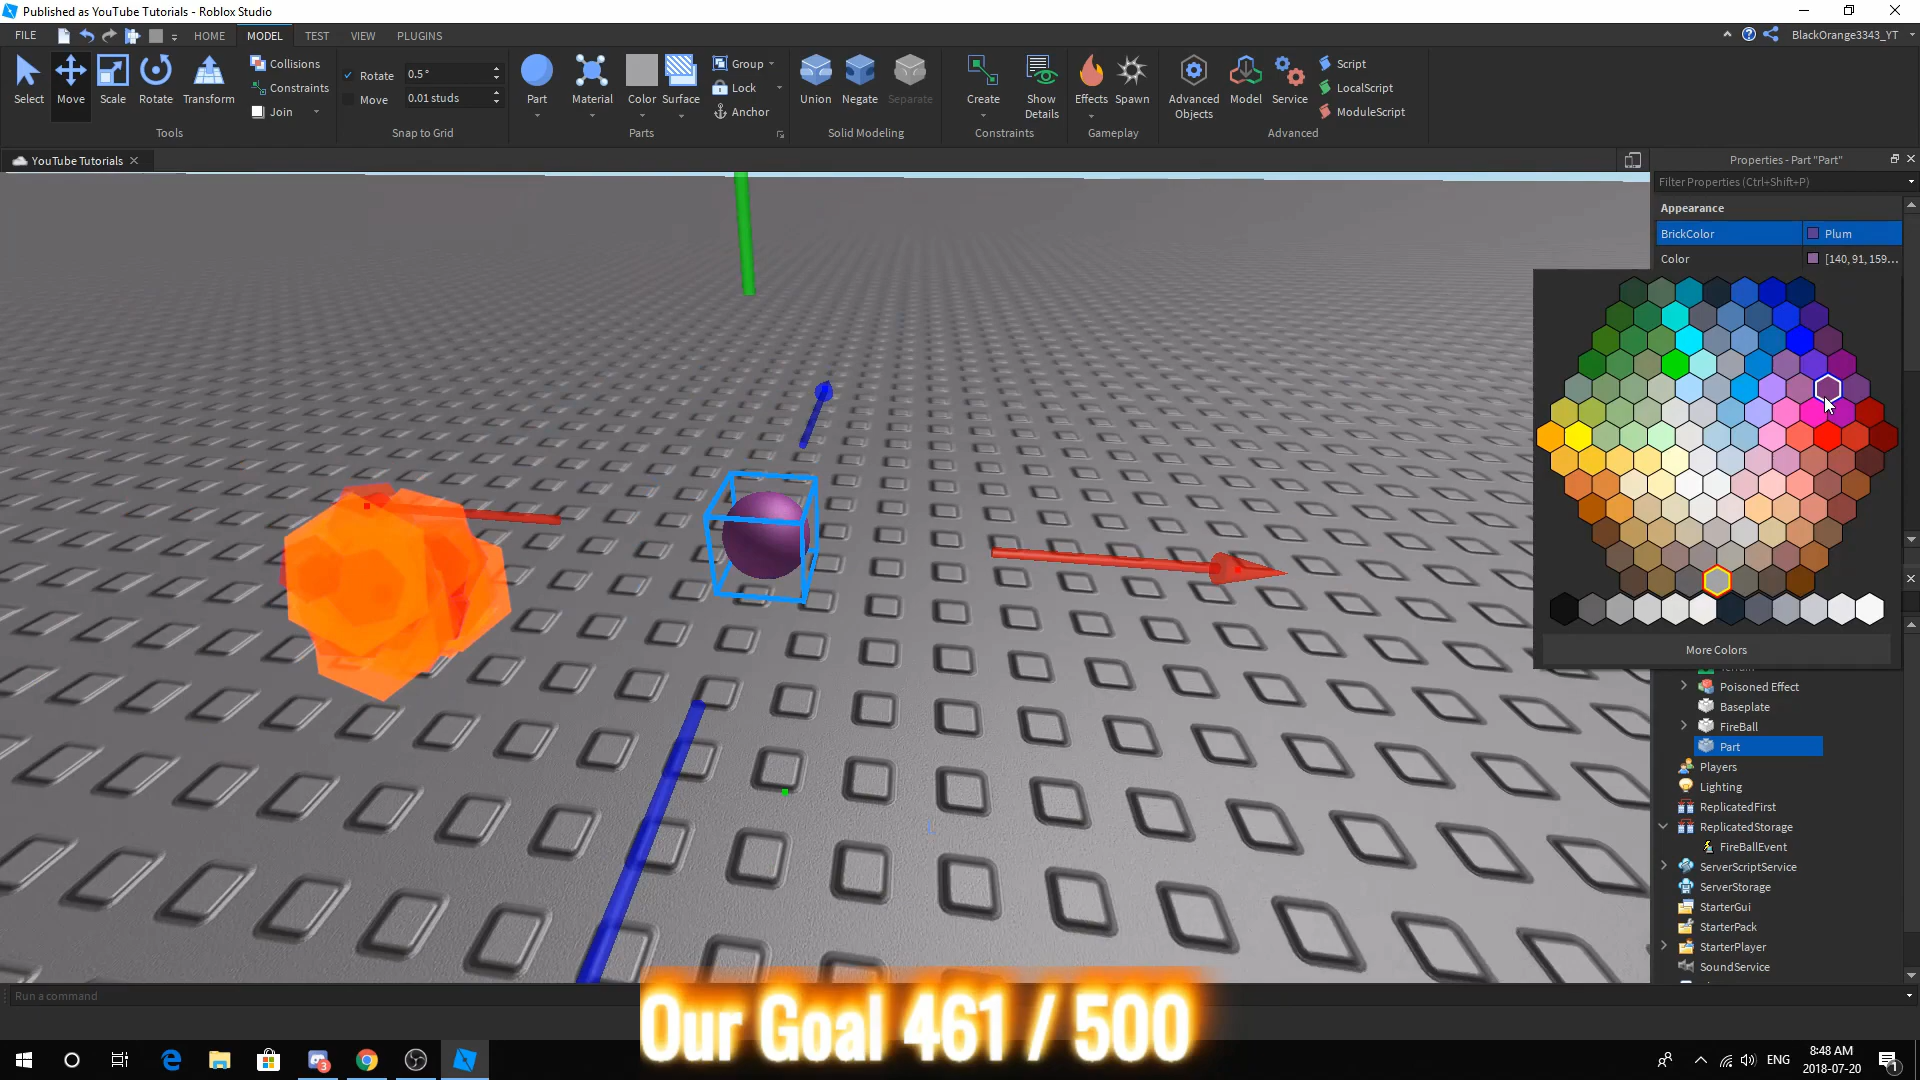 Published as YouTube Tutorials - Roblox Studio
FILE
HOME
MODEL
TEST
VIEW
PLUGINS
BlackOrange3343_YT
Select
Move
Scale
Rotate
Transform
Collisions
Constraints
Join
Tools
Rotate
0.5 °
Move
0.01 studs
Snap to Grid
Part
Material
Color
Surface
Group
Lock
Anchor
Parts
Union
Negate
Separate
Solid Modeling
Create
Show Details
Constraints
Effects
Spawn
Gameplay
Advanced Objects
Model
Service
Script
LocalScript
ModuleScript
Advanced
YouTube Tutorials
Properties - Part "Part"
Filter Properties (Ctrl+Shift+P)
Appearance
BrickColor
Plum
Color
[140, 91, 159...
More Colors
Poisoned Effect
Baseplate
FireBall
Part
Players
Lighting
ReplicatedFirst
ReplicatedStorage
FireBallEvent
ServerScriptService
ServerStorage
StarterGui
StarterPack
StarterPlayer
SoundService
Run a command
Our Goal 461 / 500
ENG
8:48 AM
2018-07-20